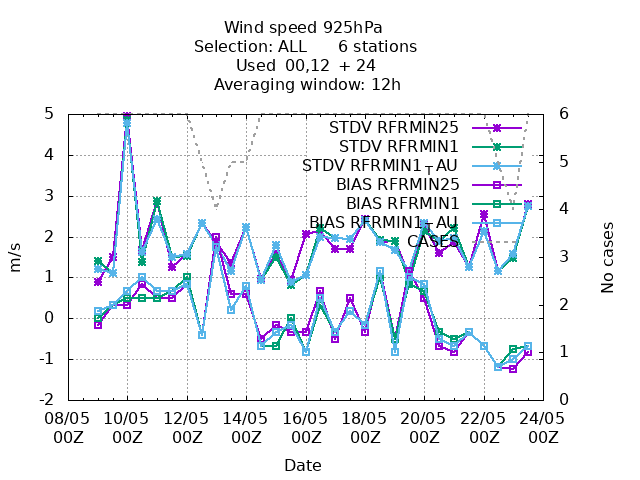 Wind speed 925hPa
Selection: ALL      6 stations
Used  00,12  + 24
Averaging window: 12h
5
4
3
2
1
0
-1
-2
m/s
6
5
4
3
2
1
0
No cases
STDV RFRMIN25
STDV RFRMIN1
STDV RFRMIN1_TAU
BIAS RFRMIN25
BIAS RFRMIN1
BIAS RFRMIN1_TAU
CASES
08/05 10/05 12/05 14/05 16/05 18/05 20/05 22/05 24/05
00Z 00Z 00Z 00Z 00Z 00Z 00Z 00Z 00Z
Date